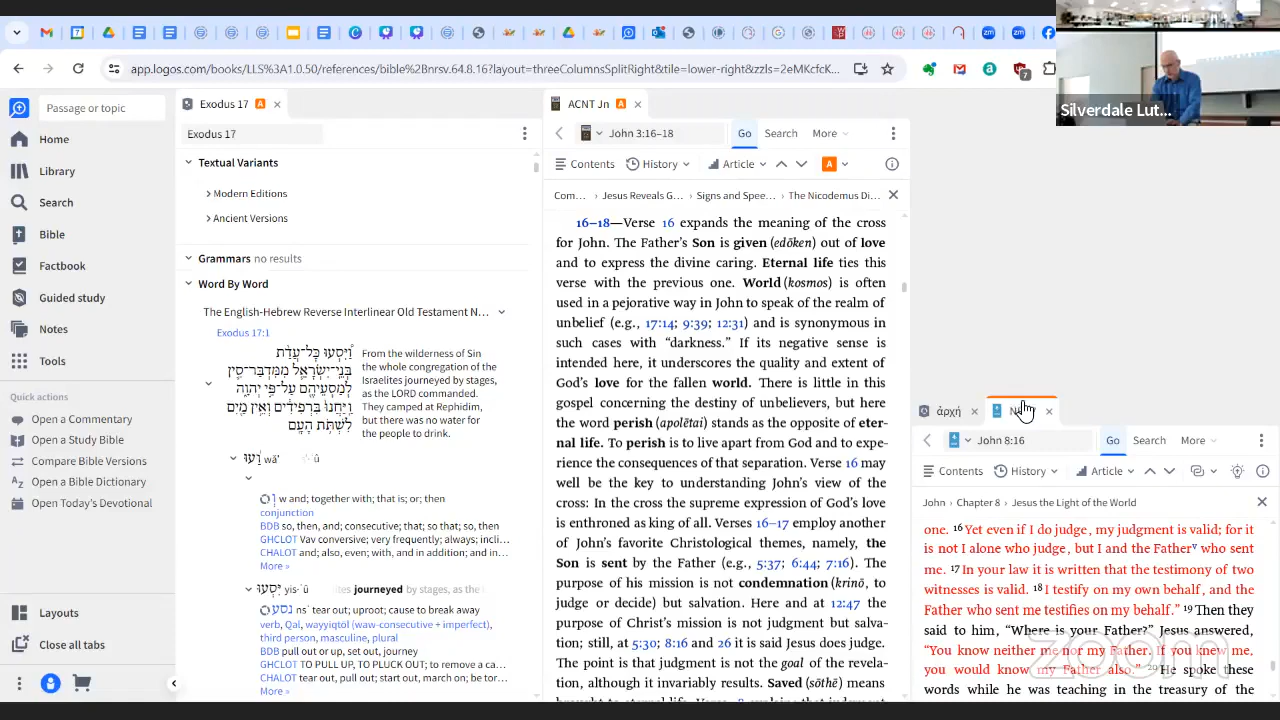 app.logos.com/books/LLS%3A1.0.50/references/bible%2Bnrsv.64.8.16?layout=threeColumnsSplitRight&tile=lower-right&zzls=2eMKcfcK...
Silverdale Lut...
Passage or topic
Home
Library
Search
Bible
Factbook
Guided study
Notes
Tools
Quick actions
Open a Commentary
Open a Study Bible
Compare Bible Versions
Open a Bible Dictionary
Open Today's Devotional
Layouts
Close all tabs
Exodus 17 A
Exodus 17
Textual Variants
Modern Editions
Ancient Versions
Grammars no results
Word By Word
The English-Hebrew Reverse Interlinear Old Testament N...
Exodus 17:1
וַ֠יִּסְעוּ כָּל־עֲדַ֨ת
בְּנֵֽי־יִשְׂרָאֵ֧ל מִמִּדְבַּר־סִ֛ין
לְמַסְעֵיהֶ֖ם עַל־פִּ֣י יְהוָ֑ה
וַֽיַּחֲנוּ֙ בִּרְפִידִ֔ים וְאֵ֥ין מַ֖יִם
לִשְׁתֹּ֥ת הָעָֽם
From the wilderness of Sin
the whole congregation of the
Israelites journeyed by stages,
as the LORD commanded.
They camped at Rephidim,
but there was no water for
the people to drink.
wă'
w and; together with; that is; or; then
conjunction
BDB so, then, and; consecutive; that; so that; so, then
GHCLOT Vav conversive; very frequently; always; incli...
CHALOT and; also, even; with, and in addition; and in...
More »
yis·ʿû ites journeyed by stages, as the
נסע nsʿ tear out; uproot; cause to break away
verb, Qal, wayyiqtōl (waw-consecutive + imperfect),
third person, masculine, plural
BDB pull out or up, set out, journey
GHCLOT TO PULL UP, TO PLUCK OUT; to remove a ca...
CHALOT tear out, pull out; start, march on; be tor...
More »
ACNT Jn A
John 3:16–18
Go
Search
More
Contents
History
Article
A
Com... › Jesus Reveals G... › Signs and Spee... › The Nicodemus Di...
16–18—Verse 16 expands the meaning of the cross
for John. The Father's Son is given (edōken) out of love
and to express the divine caring. Eternal life ties this
verse with the previous one. World (kosmos) is often
used in a pejorative way in John to speak of the realm of
unbelief (e.g., 17:14; 9:39; 12:31) and is synonymous in
such cases with “darkness.” If its negative sense is
intended here, it underscores the quality and extent of
God's love for the fallen world. There is little in this
gospel concerning the destiny of unbelievers, but here
the word perish (apolētai) stands as the opposite of eter-
nal life. To perish is to live apart from God and to expe-
rience the consequences of that separation. Verse 16 may
well be the key to understanding John's view of the
cross: In the cross the supreme expression of God's love
is enthroned as king of all. Verses 16–17 employ another
of John's favorite Christological themes, namely, the
Son is sent by the Father (e.g., 5:37; 6:44; 7:16). The
purpose of his mission is not condemnation (krinō, to
judge or decide) but salvation. Here and at 12:47 the
purpose of Christ's mission is not judgment but salva-
tion; still, at 5:30; 8:16 and 26 it is said Jesus does judge.
The point is that judgment is not the goal of the revela-
tion, although it invariably results. Saved (sōthē) means
ἀρχή
John 8:16
Go
Search
More
Contents
History
Article
John › Chapter 8 › Jesus the Light of the World
one. 16 Yet even if I do judge, my judgment is valid; for it
is not I alone who judge, but I and the Father v who sent
me. 17 In your law it is written that the testimony of two
witnesses is valid. 18 I testify on my own behalf, and the
Father who sent me testifies on my behalf.” 19 Then they
said to him, “Where is your Father?” Jesus answered,
“You know neither me nor my Father. If you knew me,
you would know my Father also.” 20 He spoke these
words while he was teaching in the treasury of the
zoom